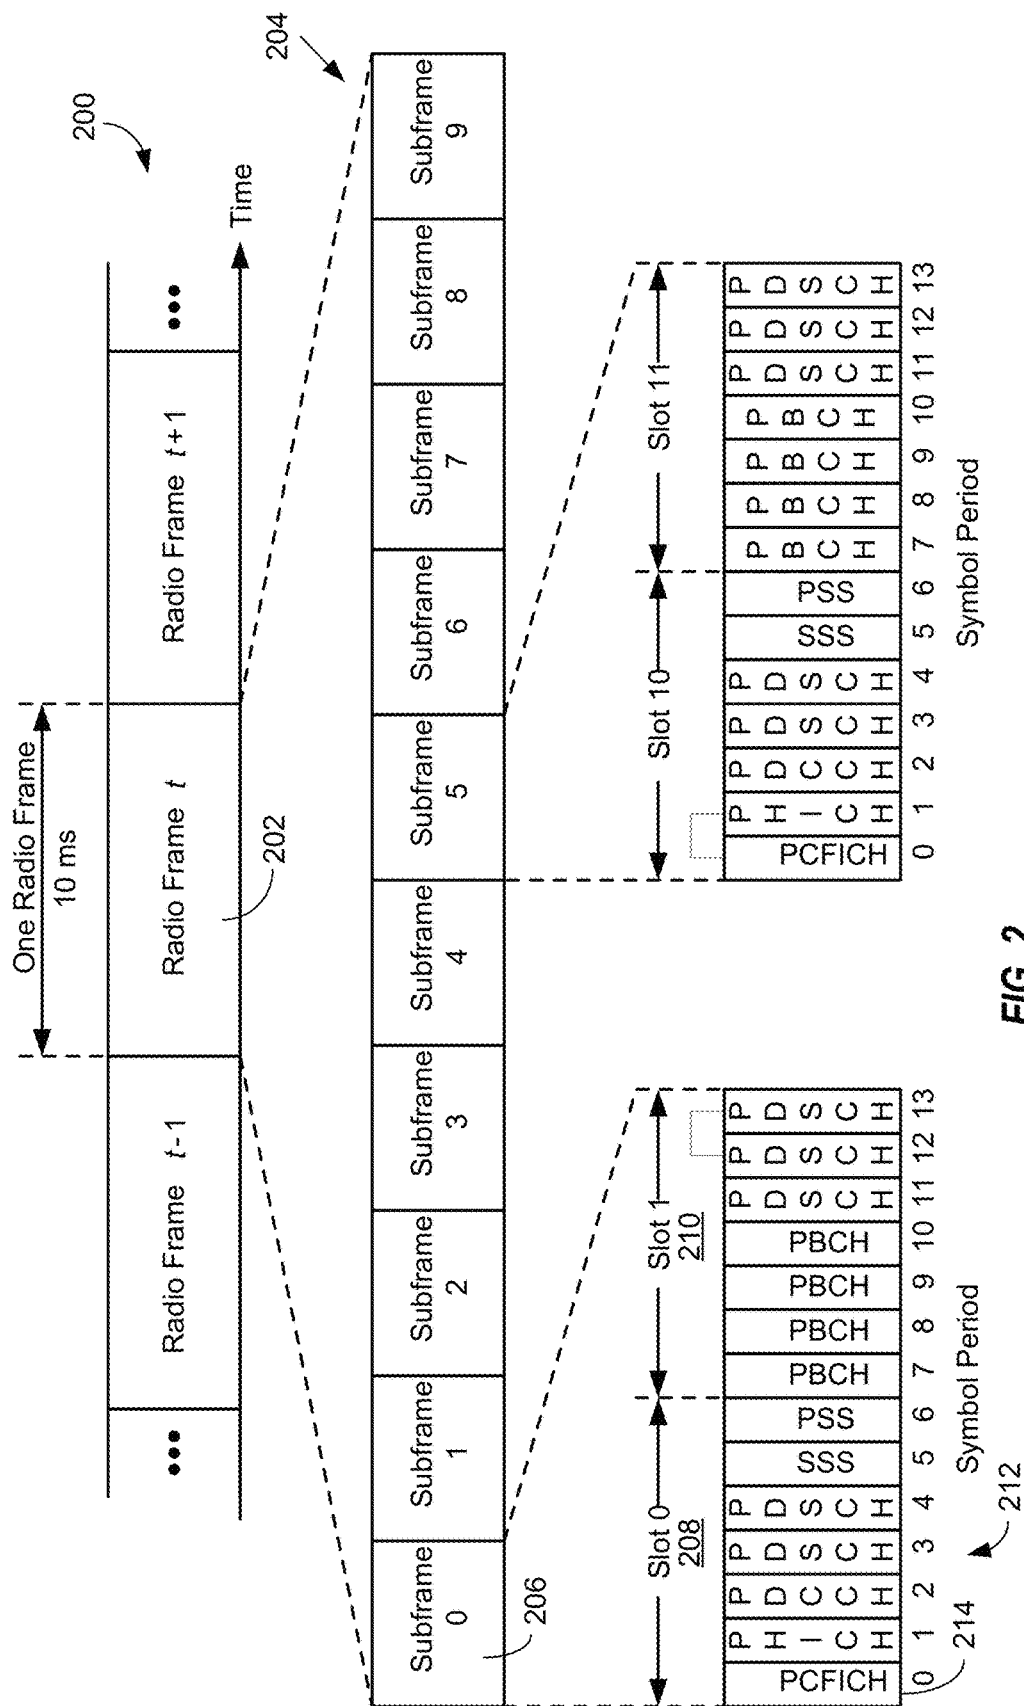 200
One Radio Frame
10 ms
••• Radio Frame t-1 Radio Frame t Radio Frame t+1 •••
Time
202
204
Subframe 0 Subframe 1 Subframe 2 Subframe 3 Subframe 4 Subframe 5 Subframe 6 Subframe 7 Subframe 8 Subframe 9
206
Slot 0 Slot 1
208 210
PCFICH PHICH PDCCH PDSCH PDSCH SSS PSS PBCH PBCH PBCH PBCH PDSCH PDSCH PDSCH
0 1 2 3 4 5 6 7 8 9 10 11 12 13
Symbol Period
214
212
Slot 10 Slot 11
PCFICH PHICH PDCCH PDSCH PDSCH SSS PSS PBCH PBCH PBCH PBCH PDSCH PDSCH PDSCH
0 1 2 3 4 5 6 7 8 9 10 11 12 13
Symbol Period
FIG. 2